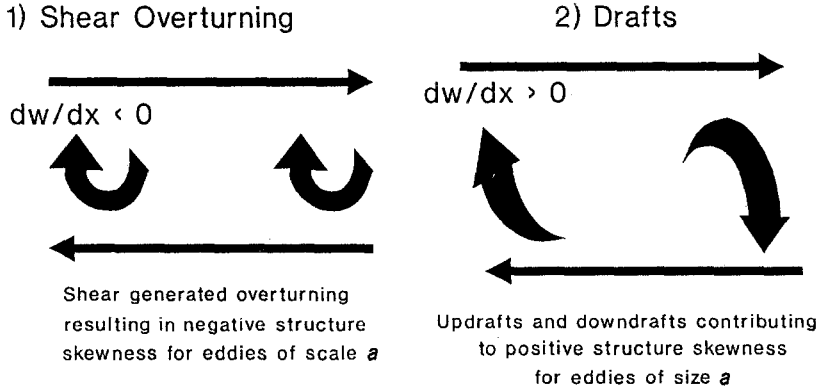 1) Shear Overturning
dw/dx < 0
Shear generated overturning
resulting in negative structure
skewness for eddies of scale a
2) Drafts
dw/dx > 0
Updrafts and downdrafts contributing
to positive structure skewness
for eddies of size a